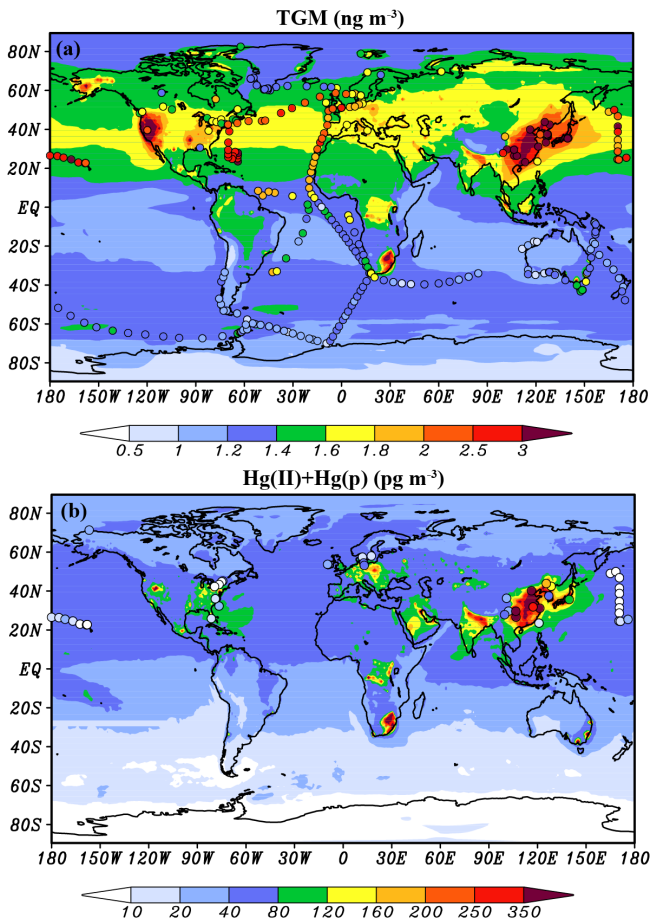 TGM (ng m⁻³)
(a)
80N
60N
40N
20N
EQ
20S
40S
60S
80S
180 150W 120W 90W 60W 30W 0 30E 60E 90E 120E 150E 180
0.5 1 1.2 1.4 1.6 1.8 2 2.5 3
Hg(II)+Hg(p) (pg m⁻³)
(b)
80N
60N
40N
20N
EQ
20S
40S
60S
80S
180 150W 120W 90W 60W 30W 0 30E 60E 90E 120E 150E 180
10 20 40 80 120 160 200 250 350